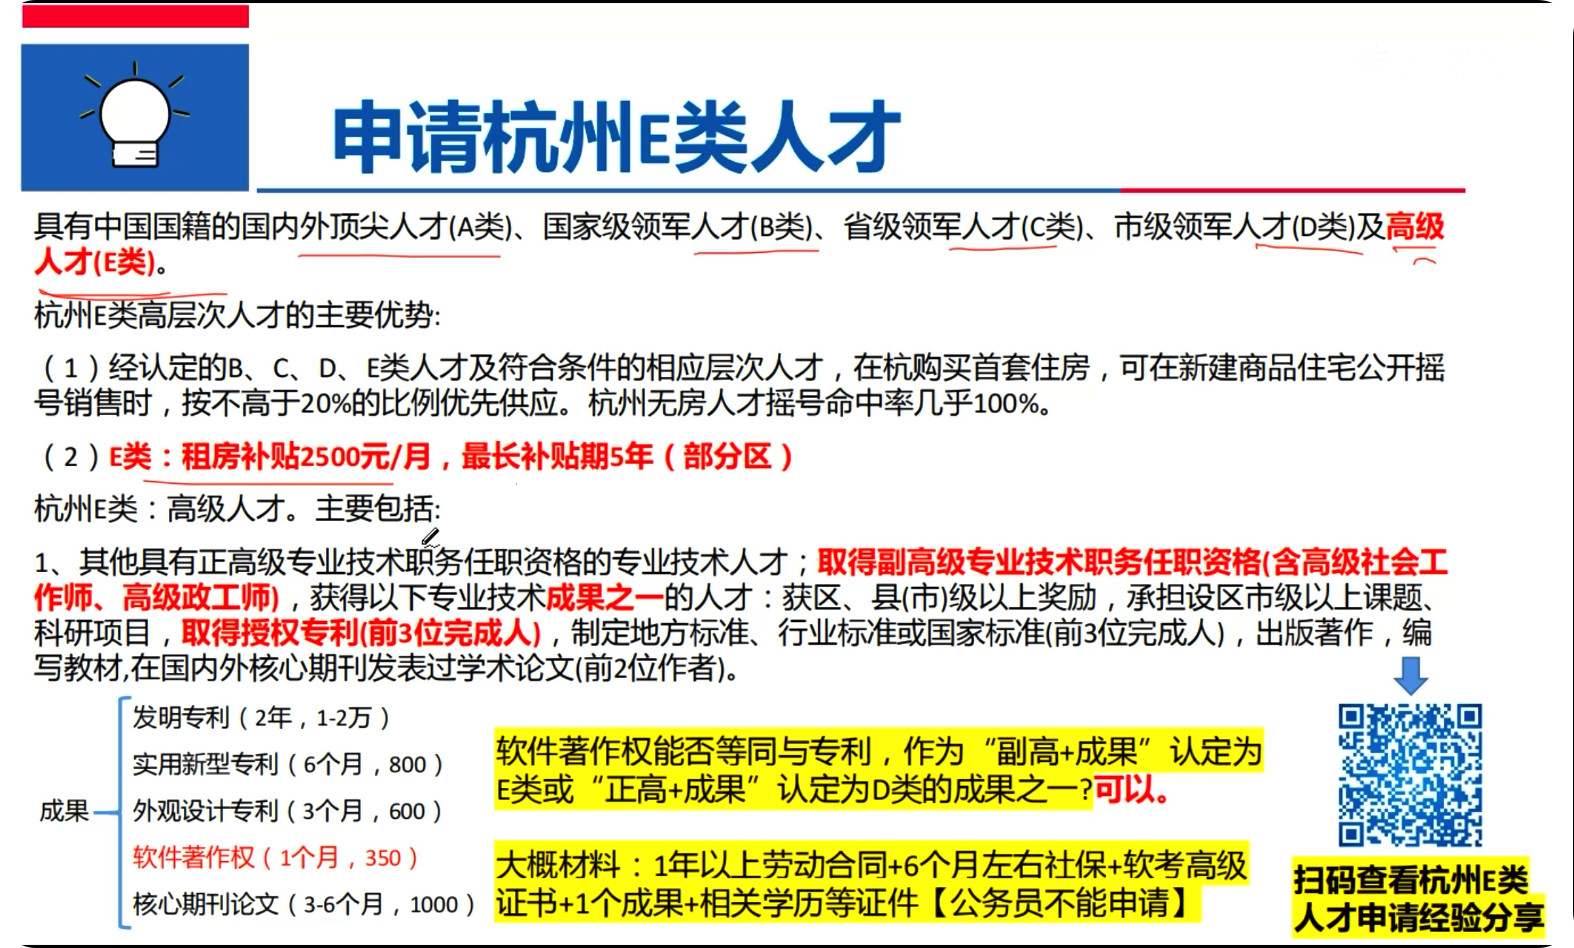 申请杭州E类人才
具有中国国籍的国内外顶尖人才(A类)、国家级领军人才(B类)、省级领军人才(C类)、市级领军人才(D类)及高级
人才(E类)。
杭州E类高层次人才的主要优势:
（1）经认定的B、C、D、E类人才及符合条件的相应层次人才，在杭购买首套住房，可在新建商品住宅公开摇
号销售时，按不高于20%的比例优先供应。杭州无房人才摇号命中率几乎100%。
（2）E类：租房补贴2500元/月，最长补贴期5年（部分区）
杭州E类：高级人才。主要包括:
1、其他具有正高级专业技术职务任职资格的专业技术人才；取得副高级专业技术职务任职资格(含高级社会工
作师、高级政工师)，获得以下专业技术成果之一的人才：获区、县(市)级以上奖励，承担设区市级以上课题、
科研项目，取得授权专利(前3位完成人)，制定地方标准、行业标准或国家标准(前3位完成人)，出版著作，编
写教材,在国内外核心期刊发表过学术论文(前2位作者)。
成果
发明专利（2年，1-2万）
实用新型专利（6个月，800）
外观设计专利（3个月，600）
软件著作权（1个月，350）
核心期刊论文（3-6个月，1000）
软件著作权能否等同与专利，作为“副高+成果”认定为
E类或“正高+成果”认定为D类的成果之一?可以。
大概材料：1年以上劳动合同+6个月左右社保+软考高级
证书+1个成果+相关学历等证件【公务员不能申请】
扫码查看杭州E类
人才申请经验分享